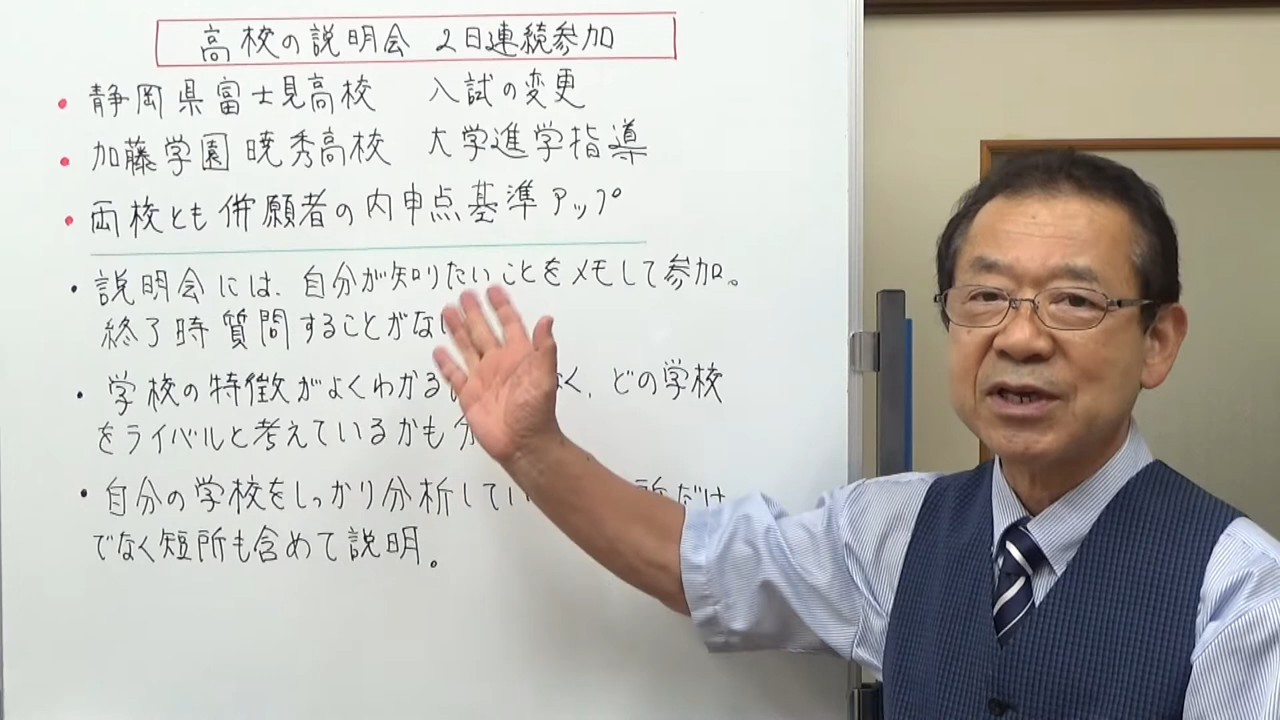 高校の説明会 2日連続参加
• 静岡県富士見高校 入試の変更
• 加藤学園暁秀高校 大学進学指導
• 両校とも併願者の内申点基準アップ
• 説明会には、自分が知りたいことをメモして参加。
終了時質問することがな
• 学校の特徴がよくわかる く、どの学校
をライバルと考えているかも分
• 自分の学校をしっかり分析してい 所だけ
でなく短所も含めて説明。